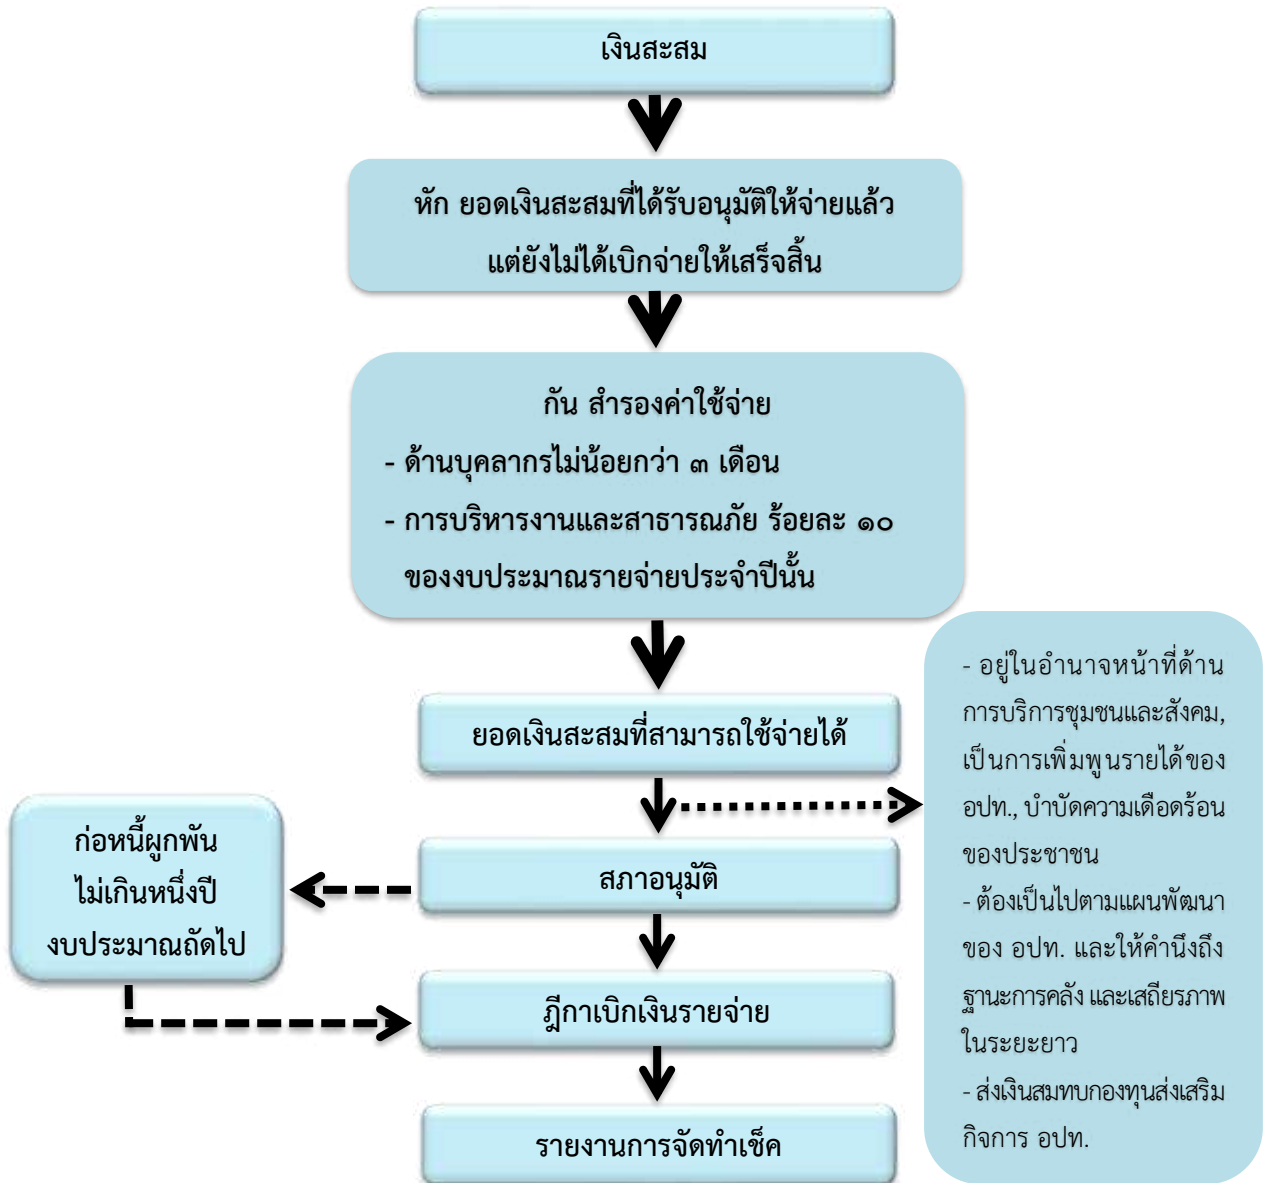 เงินสะสม
หัก ยอดเงินสะสมที่ได้รับอนุมัติให้จ่ายแล้ว
แต่ยังไม่ได้เบิกจ่ายให้เสร็จสิ้น
กัน สำรองค่าใช้จ่าย
- ด้านบุคลากรไม่น้อยกว่า ๓ เดือน
- การบริหารงานและสาธารณภัย ร้อยละ ๑๐
ของงบประมาณรายจ่ายประจำปีนั้น
ยอดเงินสะสมที่สามารถใช้จ่ายได้
- อยู่ในอำนาจหน้าที่ด้าน
การบริการชุมชนและสังคม,
เป็นการเพิ่มพูนรายได้ของ
อปท., บำบัดความเดือดร้อน
ของประชาชน
- ต้องเป็นไปตามแผนพัฒนา
ของ อปท. และให้คำนึงถึง
ฐานะการคลัง และเสถียรภาพ
ในระยะยาว
- ส่งเงินสมทบกองทุนส่งเสริม
กิจการ อปท.
สภาอนุมัติ
ก่อหนี้ผูกพัน
ไม่เกินหนึ่งปี
งบประมาณถัดไป
ฎีกาเบิกเงินรายจ่าย
รายงานการจัดทำเช็ค